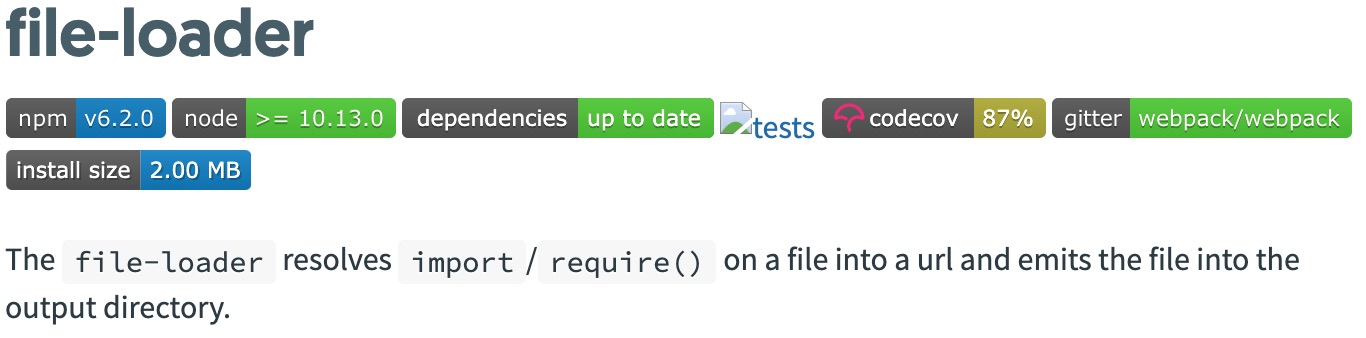 file-loader
npm v6.2.0 node >= 10.13.0 dependencies up to date tests codecov 87% gitter webpack/webpack
install size 2.00 MB
The file-loader resolves import/require() on a file into a url and emits the file into the
output directory.